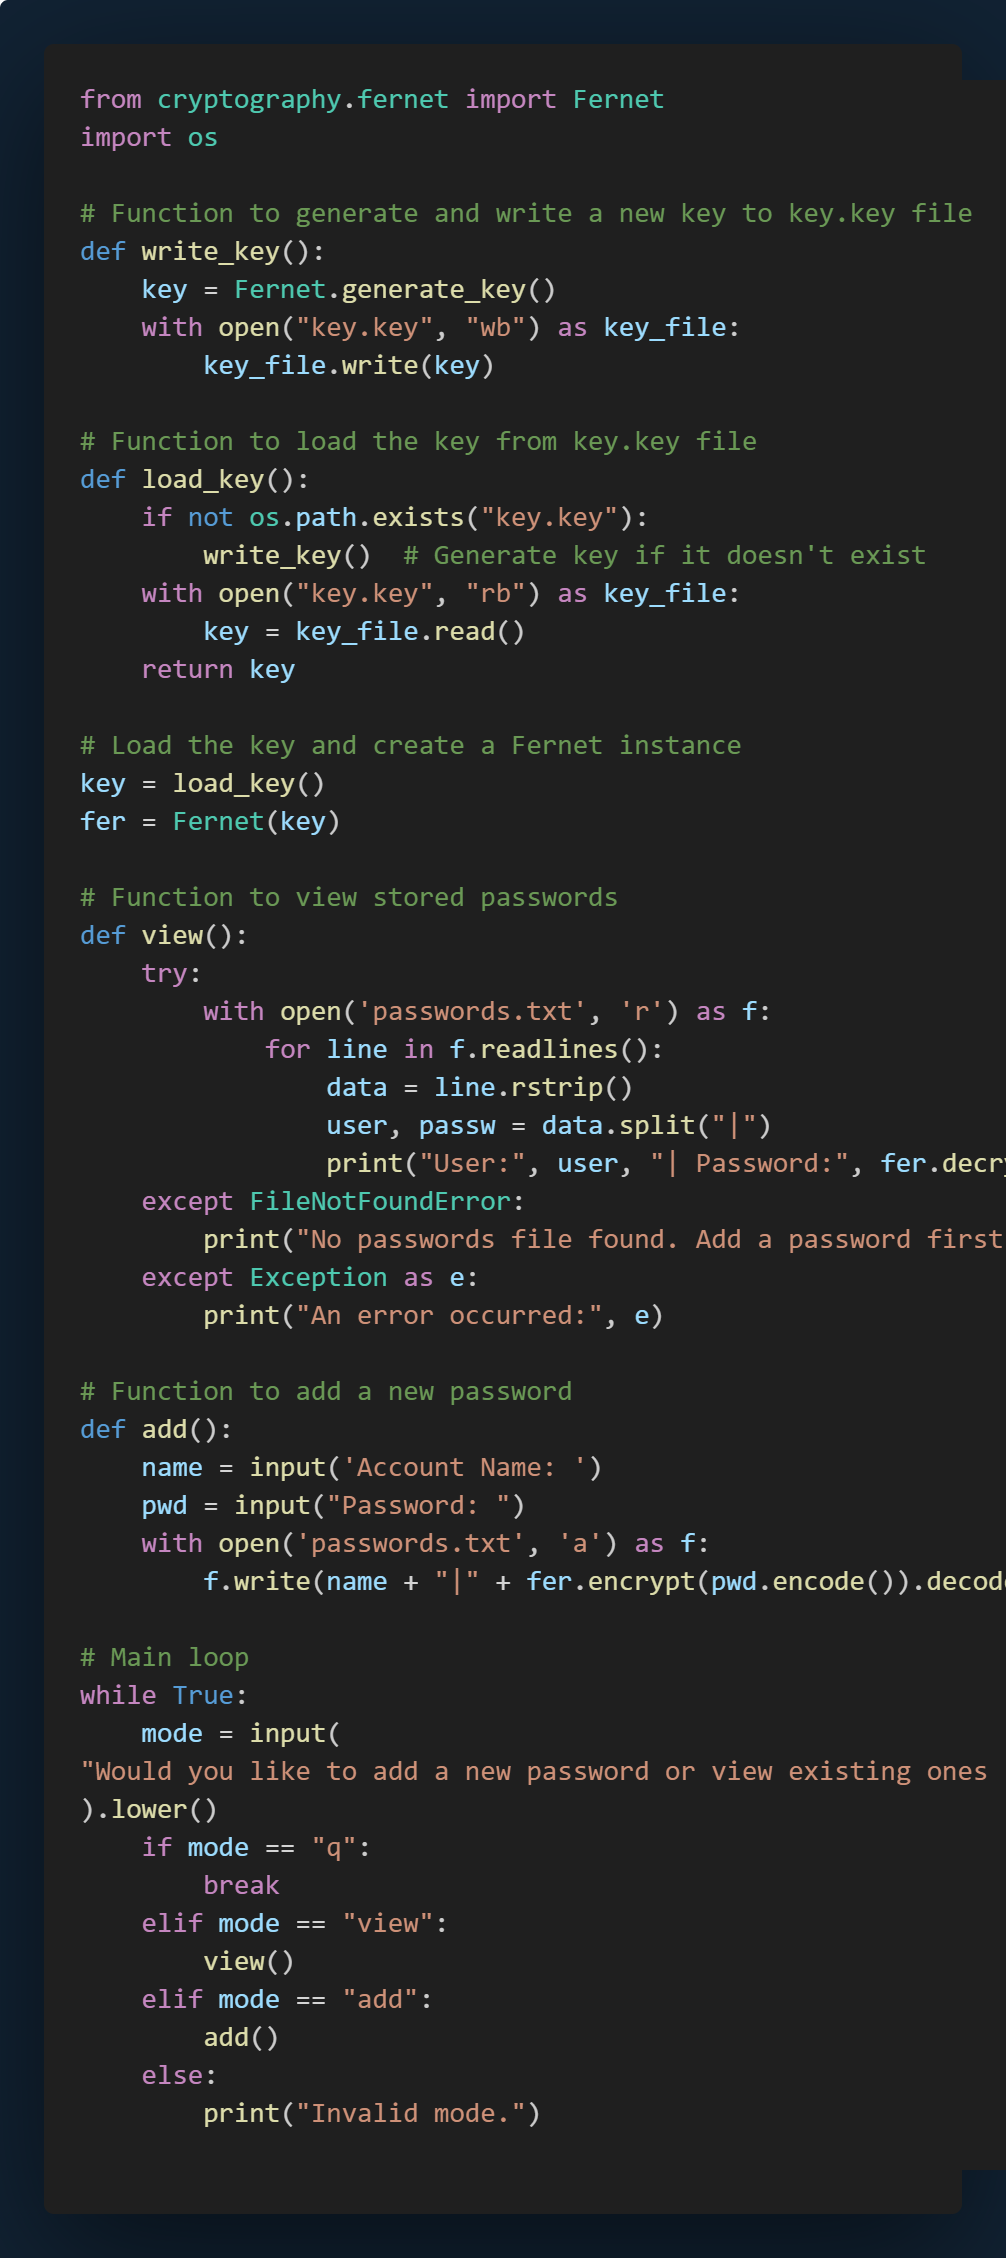 from cryptography.fernet import Fernet
import os
# Function to generate and write a new key to key.key file
def write_key():
    key = Fernet.generate_key()
    with open("key.key", "wb") as key_file:
        key_file.write(key)
# Function to load the key from key.key file
def load_key():
    if not os.path.exists("key.key"):
        write_key()  # Generate key if it doesn't exist
    with open("key.key", "rb") as key_file:
        key = key_file.read()
    return key
# Load the key and create a Fernet instance
key = load_key()
fer = Fernet(key)
# Function to view stored passwords
def view():
    try:
        with open('passwords.txt', 'r') as f:
            for line in f.readlines():
                data = line.rstrip()
                user, passw = data.split("|")
                print("User:", user, "| Password:", fer.decry
    except FileNotFoundError:
        print("No passwords file found. Add a password first
    except Exception as e:
        print("An error occurred:", e)
# Function to add a new password
def add():
    name = input('Account Name: ')
    pwd = input("Password: ")
    with open('passwords.txt', 'a') as f:
        f.write(name + "|" + fer.encrypt(pwd.encode()).decod
# Main loop
while True:
    mode = input(
"Would you like to add a new password or view existing ones
).lower()
    if mode == "q":
        break
    elif mode == "view":
        view()
    elif mode == "add":
        add()
    else:
        print("Invalid mode.")